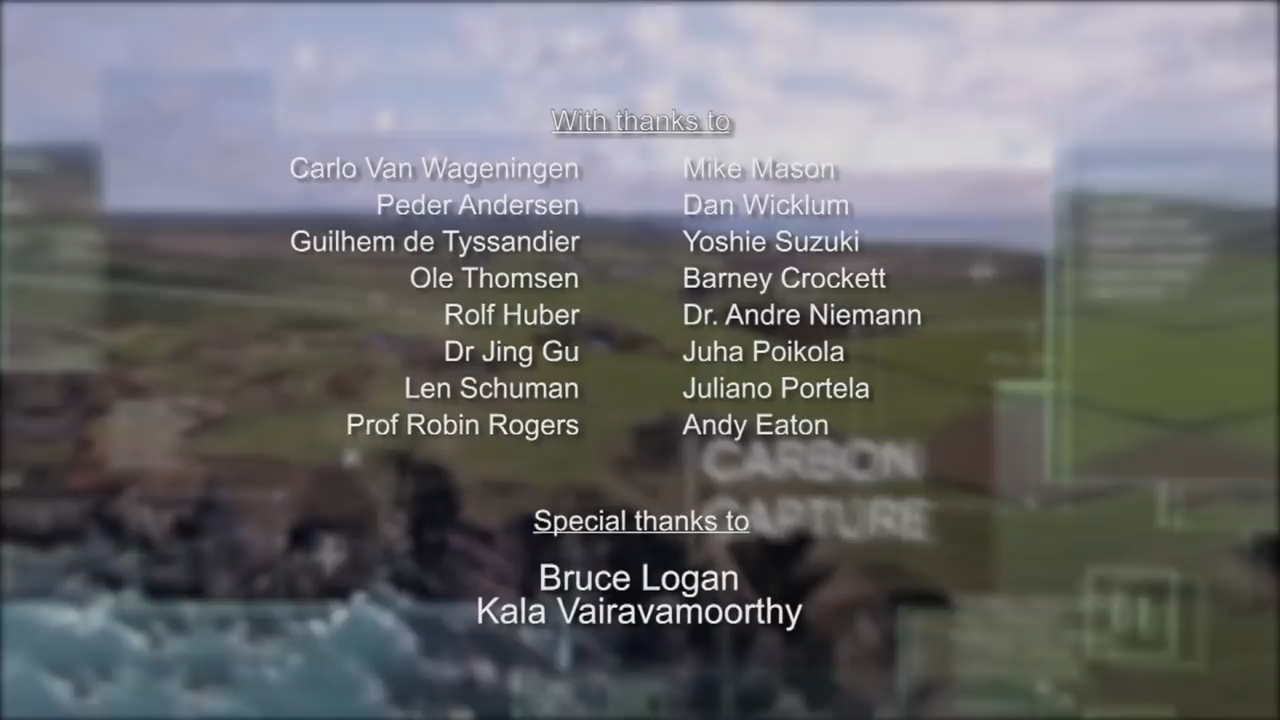 With thanks to
Carlo Van Wageningen Mike Mason
Peder Andersen Dan Wicklum
Guilhem de Tyssandier Yoshie Suzuki
Ole Thomsen Barney Crockett
Rolf Huber Dr. Andre Niemann
Dr Jing Gu Juha Poikola
Len Schuman Juliano Portela
Prof Robin Rogers Andy Eaton
CARBON
CAPTURE
Special thanks to
Bruce Logan
Kala Vairavamoorthy